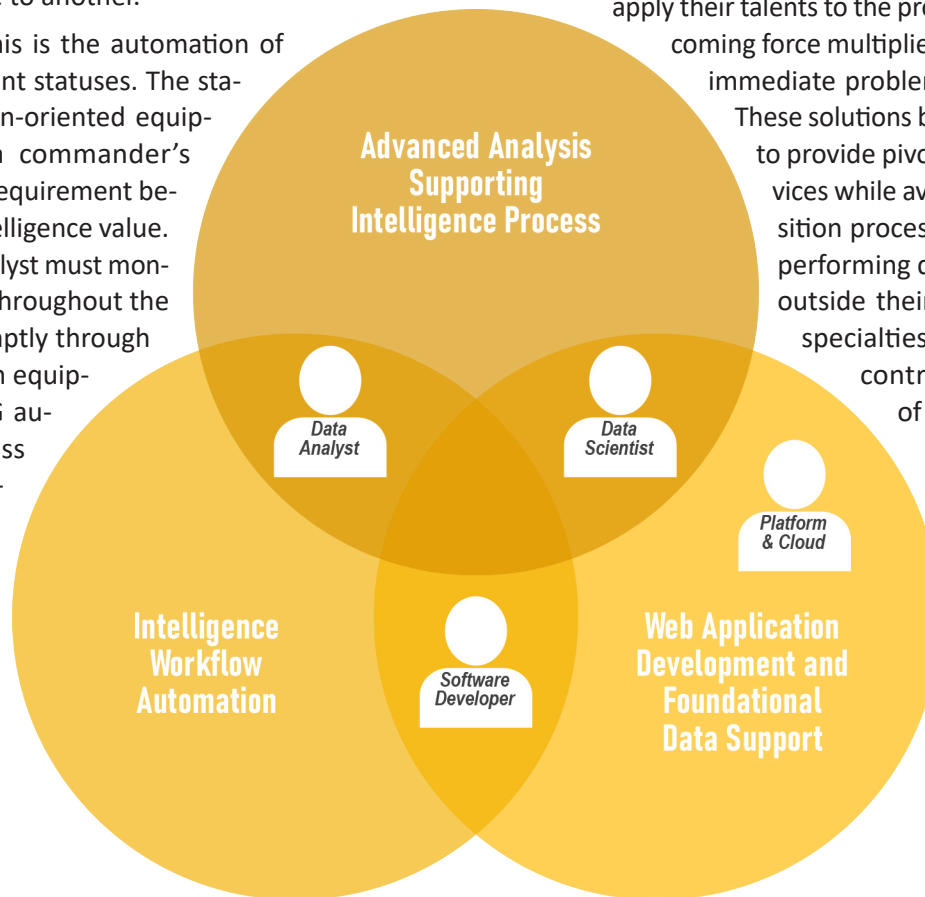 to another.
his is the automation of
nt statuses. The sta-
n-oriented equip-
commander's
equirement be-
elligence value.
lyst must mon-
hroughout the
ptly through
equip-
G au-
ss
-
apply their talents to the pro
coming force multiplie
immediate problem
These solutions b
to provide pivo
vices while av
sition proces
performing
outside their
specialties
contr
of
Advanced Analysis
Supporting
Intelligence Process
Data
Analyst
Data
Scientist
Platform
& Cloud
Intelligence
Workflow
Automation
Software
Developer
Web Application
Development and
Foundational
Data Support